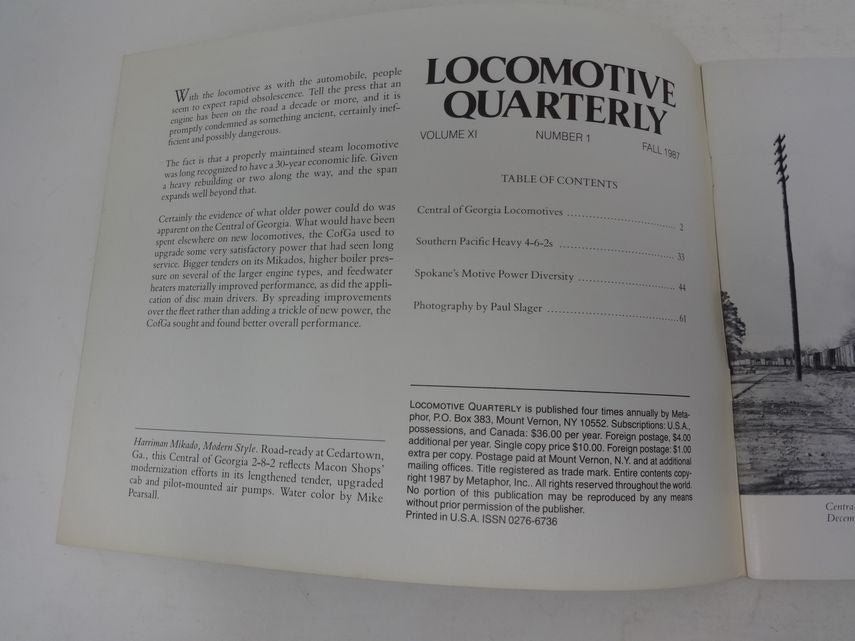 With the locomotive as with the automobile, people
seem to expect rapid obsolescence. Tell the press that an
engine has been on the road a decade or more, and it is
promptly condemned as something ancient, certainly inef-
ficient and possibly dangerous.
The fact is that a properly maintained steam locomotive
was long recognized to have a 30-year economic life. Given
a heavy rebuilding or two along the way, and the span
expands well beyond that.
Certainly the evidence of what older power could do was
apparent on the Central of Georgia. What would have been
spent elsewhere on new locomotives, the CofGa used to
upgrade some very satisfactory power that had seen long
service. Bigger tenders on its Mikados, higher boiler pres-
sure on several of the larger engine types, and feedwater
heaters materially improved performance, as did the appli-
cation of disc main drivers. By spreading improvements
over the fleet rather than adding a trickle of new power, the
CofGa sought and found better overall performance.
Harriman Mikado, Modern Style. Road-ready at Cedartown,
Ga., this Central of Georgia 2-8-2 reflects Macon Shops'
modernization efforts in its lengthened tender, upgraded
cab and pilot-mounted air pumps. Water color by Mike
Pearsall.
LOCOMOTIVE
QUARTERLY
VOLUME XI NUMBER 1 FALL 1987
TABLE OF CONTENTS
Central of Georgia Locomotives ........................... 2
Southern Pacific Heavy 4-6-2s ........................... 33
Spokane's Motive Power Diversity ........................... 44
Photography by Paul Slager ........................... 61
LOCOMOTIVE QUARTERLY is published four times annually by Meta-
phor, P.O. Box 383, Mount Vernon, NY 10552. Subscriptions: U.S.A.,
possessions, and Canada: $36.00 per year. Foreign postage, $4.00
additional per year. Single copy price $10.00. Foreign postage: $1.00
extra per copy. Postage paid at Mount Vernon, N.Y. and at additional
mailing offices. Title registered as trade mark. Entire contents copy-
right 1987 by Metaphor, Inc.. All rights reserved throughout the world.
No portion of this publication may be reproduced by any means
without prior permission of the publisher.
Printed in U.S.A. ISSN 0276-6736
Centra
Decem